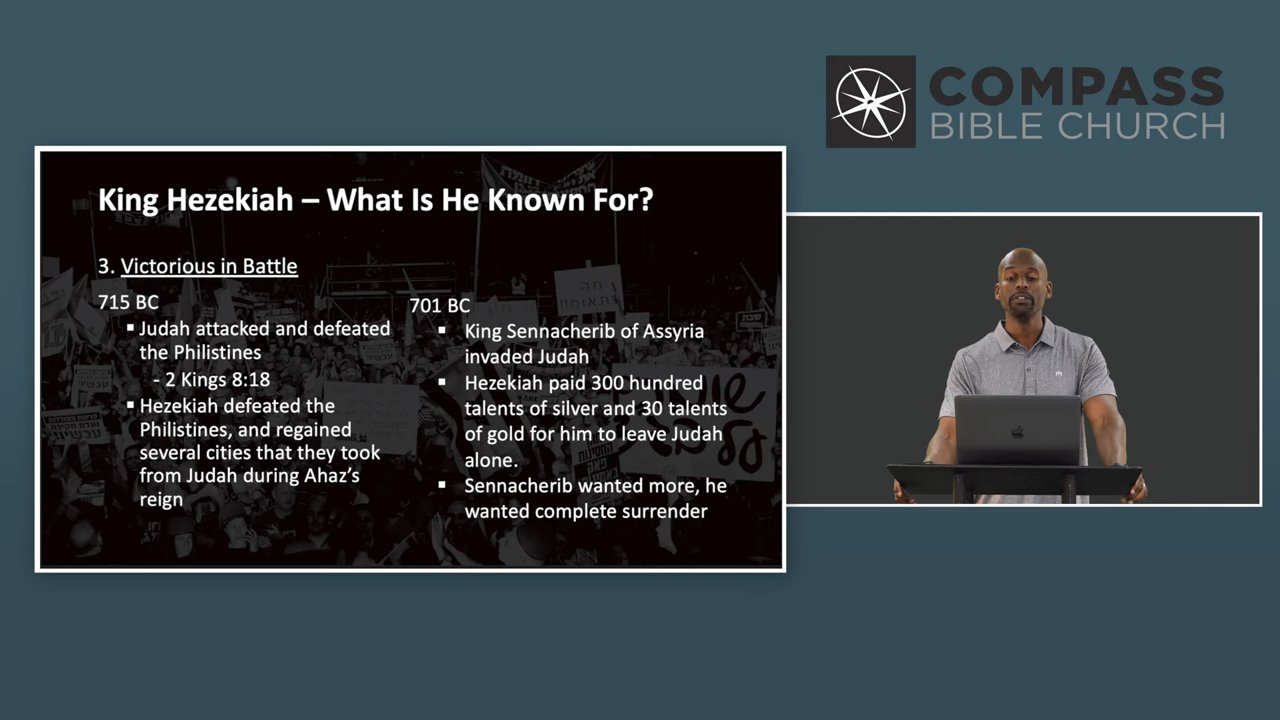 COMPASS
BIBLE CHURCH
King Hezekiah – What Is He Known For?
3. Victorious in Battle
715 BC
▪ Judah attacked and defeated
the Philistines
- 2 Kings 8:18
▪ Hezekiah defeated the
Philistines, and regained
several cities that they took
from Judah during Ahaz’s
reign
701 BC
▪ King Sennacherib of Assyria
invaded Judah
▪ Hezekiah paid 300 hundred
talents of silver and 30 talents
of gold for him to leave Judah
alone.
▪ Sennacherib wanted more, he
wanted complete surrender
m